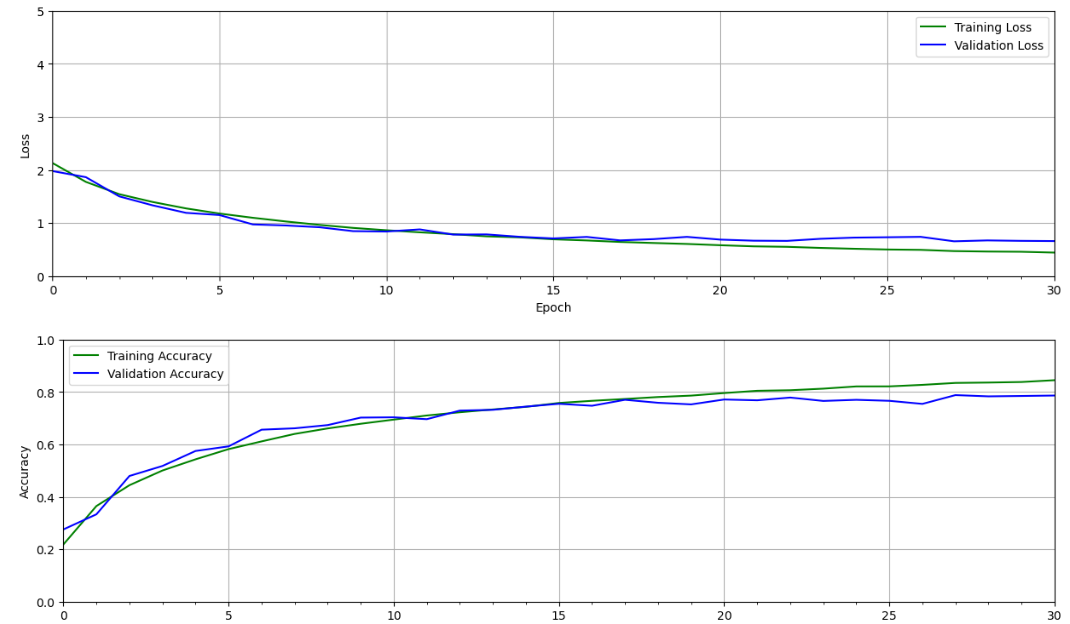 5
4
3
2
1
0
Loss
Training Loss
Validation Loss
0 5 10 15 20 25 30
Epoch
1.0
0.8
0.6
0.4
0.2
0.0
Accuracy
Training Accuracy
Validation Accuracy
0 5 10 15 20 25 30